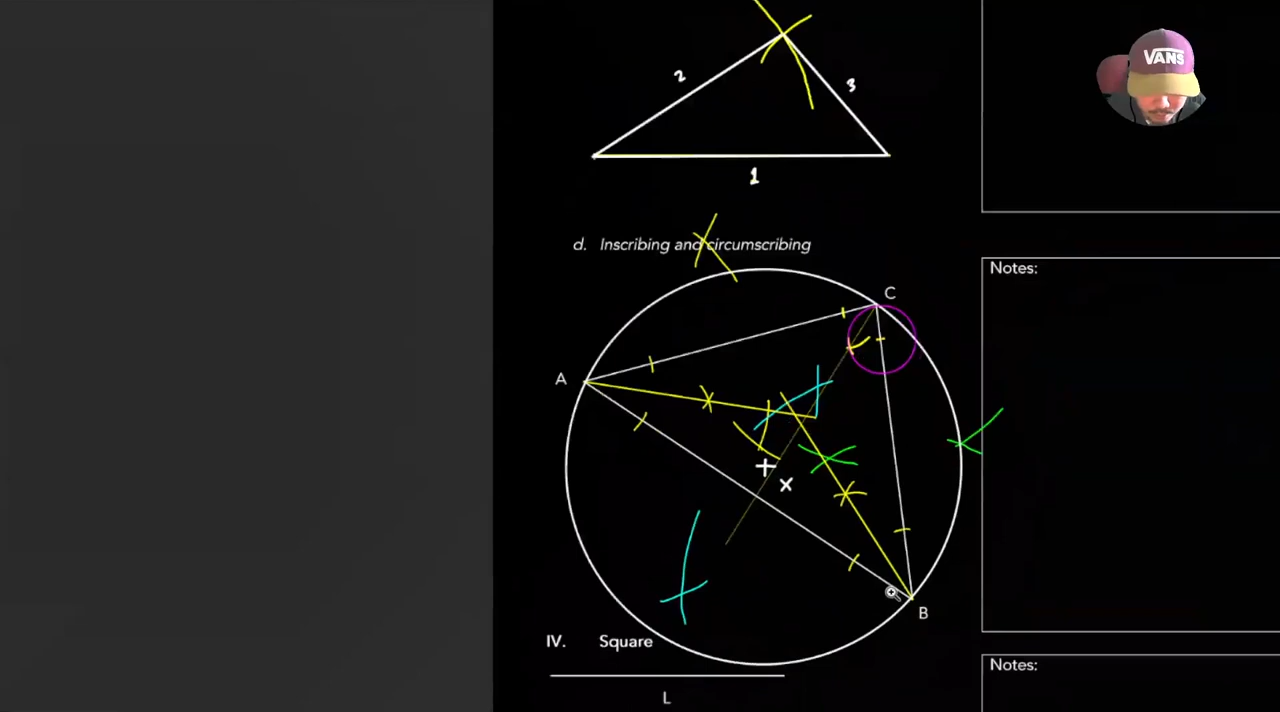 VANS
2
3
1
d. Inscribing and circumscribing
Notes:
C
A
x
B
IV. Square
L
Notes: